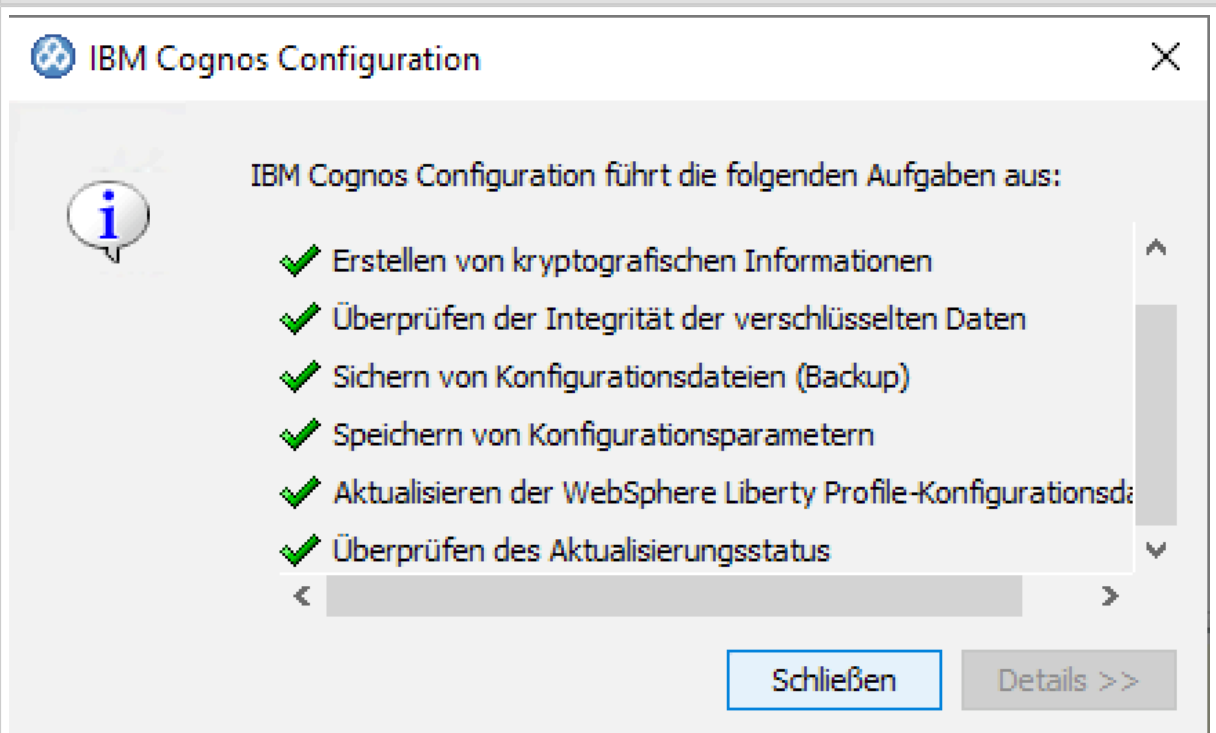 IBM Cognos Configuration
IBM Cognos Configuration führt die folgenden Aufgaben aus:
Erstellen von kryptografischen Informationen
Überprüfen der Integrität der verschlüsselten Daten
Sichern von Konfigurationsdateien (Backup)
Speichern von Konfigurationsparametern
Aktualisieren der WebSphere Liberty Profile-Konfigurationsda
Überprüfen des Aktualisierungsstatus
Schließen
Details >>